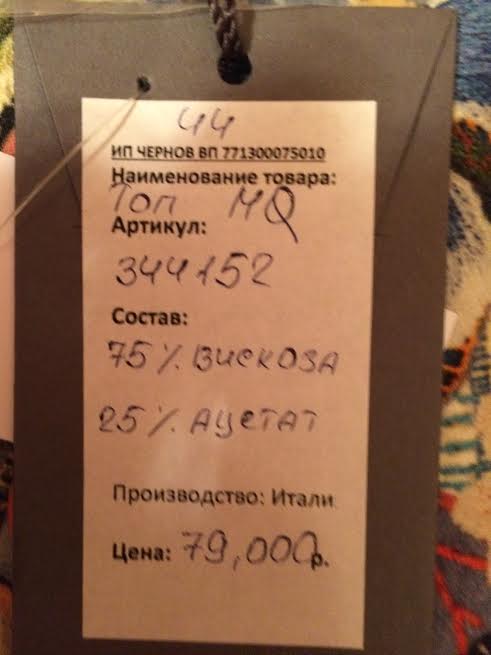 44
ИП ЧЕРНОВ ВП 771300075010
Наименование товара:
Топ MQ
Артикул:
344152
Состав:
75% ВИСКОЗА
25% АЦЕТАТ
Производство: Итали
Цена: 79,000р.